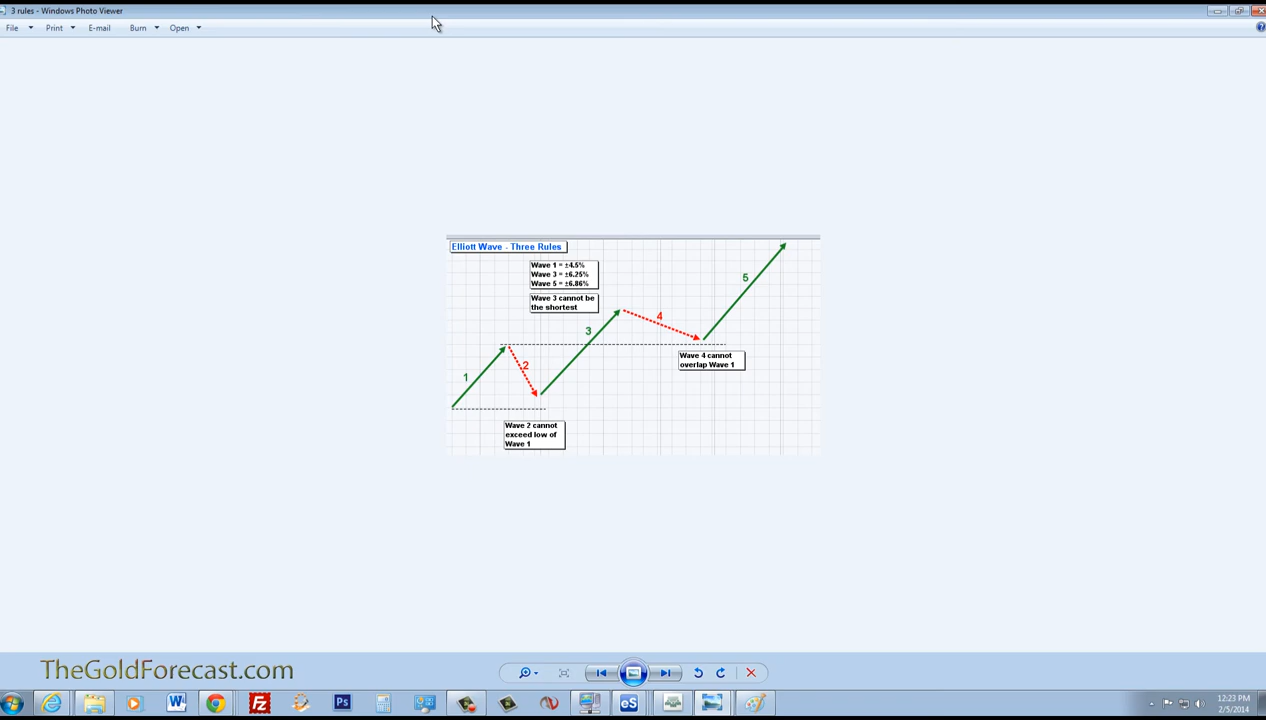 3 rules - Windows Photo Viewer
File Print E-mail Burn Open
Elliott Wave - Three Rules
Wave 1 = ±4.5%
Wave 3 = ±6.25%
Wave 5 = ±6.86%
Wave 3 cannot be
the shortest
5
4
3
Wave 4 cannot
overlap Wave 1
2
1
Wave 2 cannot
exceed low of
Wave 1
TheGoldForecast.com
W
Fz
Ps
eS
12:23 PM
2/5/2014